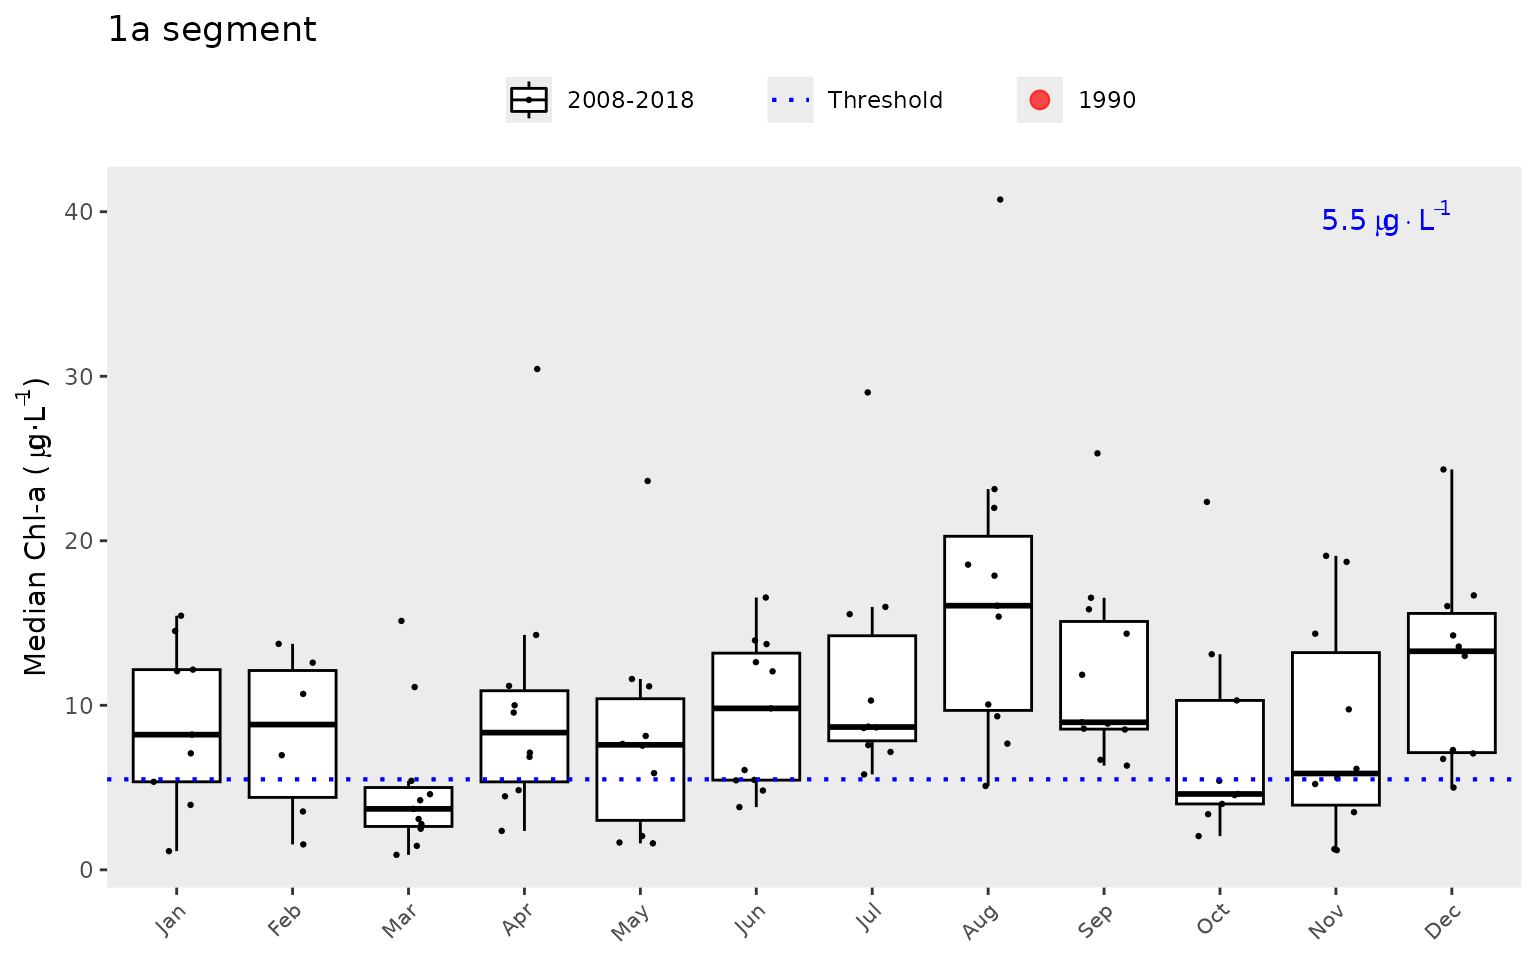 1a segment
2008-2018 Threshold 1990
5.5 μg · L⁻¹
Median Chl-a (μg·L⁻¹)
40
30
20
10
0
Jan Feb Mar Apr May Jun Jul Aug Sep Oct Nov Dec